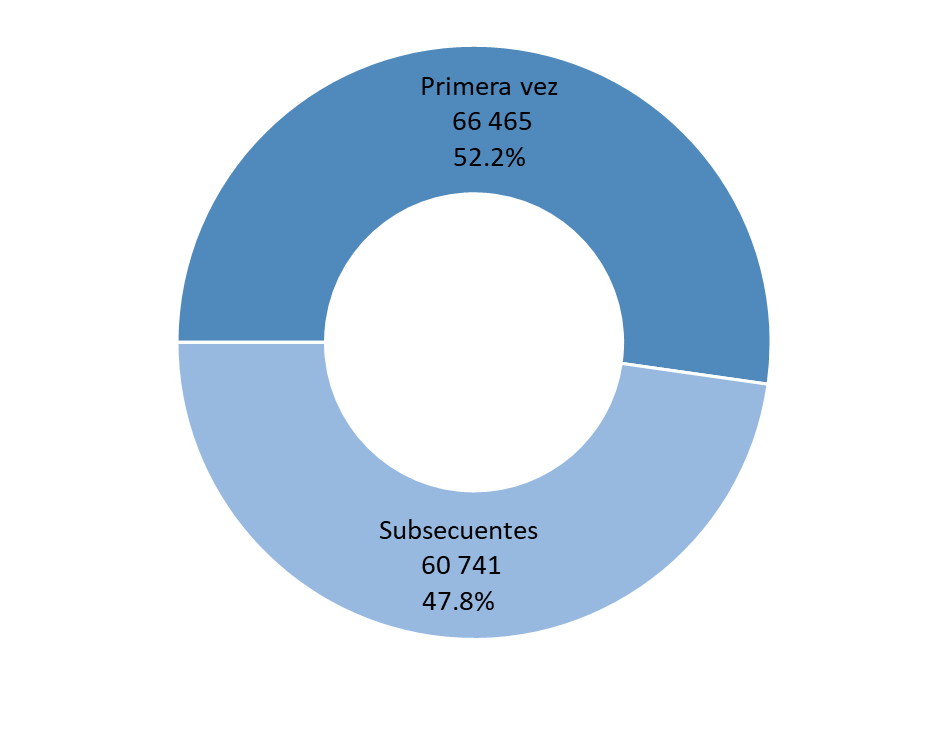 Primera vez
66 465
52.2%
Subsecuentes
60 741
47.8%